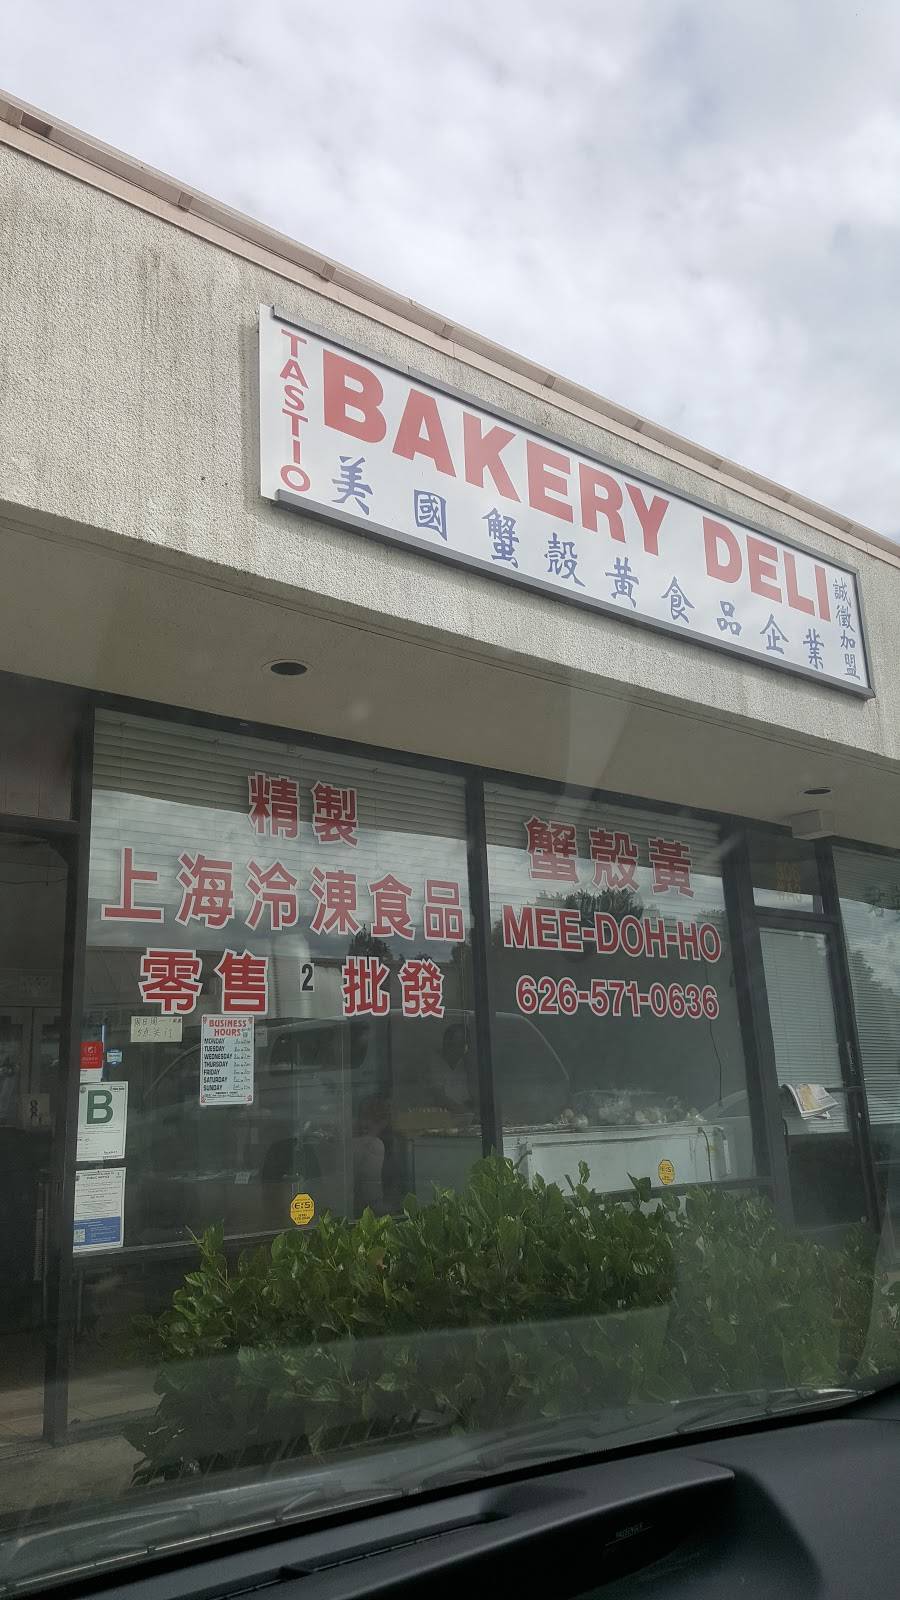 TASTIO
BAKERY DELI
美國蟹殼黃食品企業
誠徵加盟
精製
上海冷凍食品
零售 2 批發
蟹殼黃
MEE-DOH-HO
626-571-0636
BUSINESS
HOURS
MONDAY
TUESDAY
WEDNESDAY
THURSDAY
FRIDAY
SATURDAY
SUNDAY
B